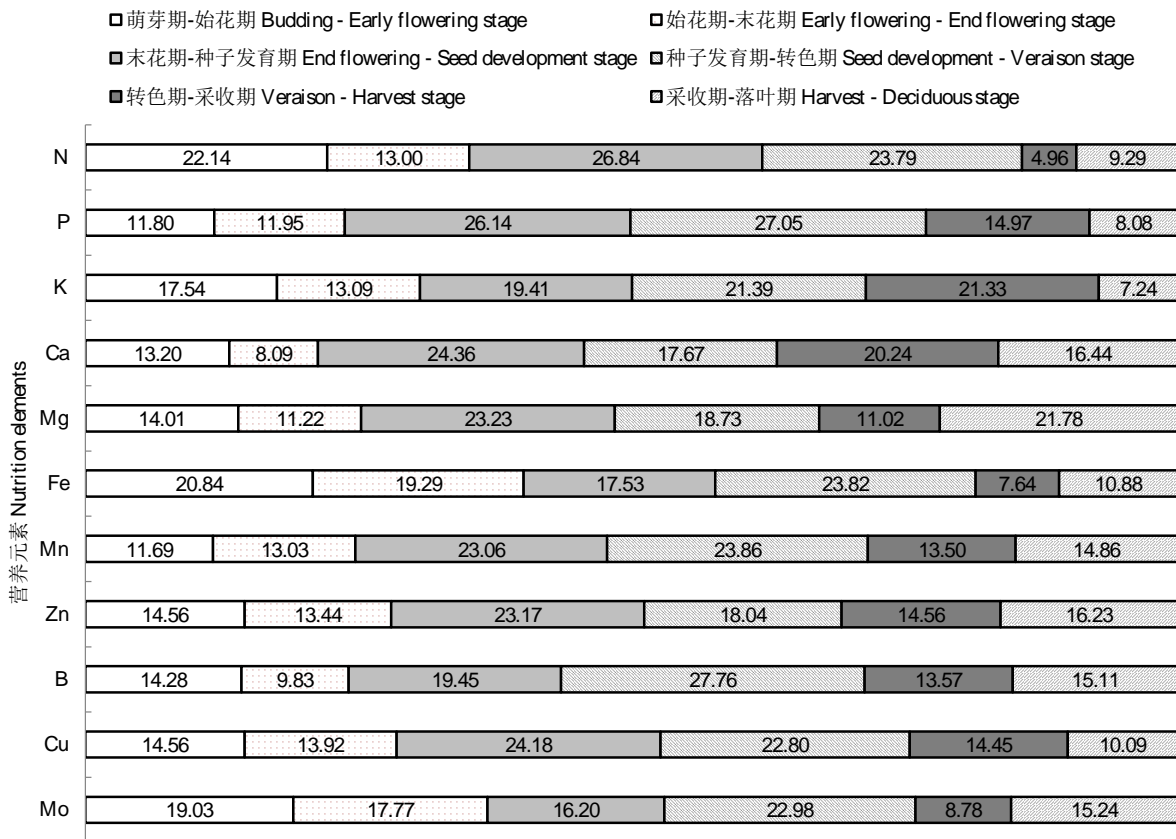 萌芽期-始花期 Budding - Early flowering stage
始花期-末花期 Early flowering - End flowering stage
末花期-种子发育期 End flowering - Seed development stage
种子发育期-转色期 Seed development - Veraison stage
转色期-采收期 Veraison - Harvest stage
采收期-落叶期 Harvest - Deciduous stage
营养元素 Nutrition elements
N 22.14 13.00 26.84 23.79 4.96 9.29
P 11.80 11.95 26.14 27.05 14.97 8.08
K 17.54 13.09 19.41 21.39 21.33 7.24
Ca 13.20 8.09 24.36 17.67 20.24 16.44
Mg 14.01 11.22 23.23 18.73 11.02 21.78
Fe 20.84 19.29 17.53 23.82 7.64 10.88
Mn 11.69 13.03 23.06 23.86 13.50 14.86
Zn 14.56 13.44 23.17 18.04 14.56 16.23
B 14.28 9.83 19.45 27.76 13.57 15.11
Cu 14.56 13.92 24.18 22.80 14.45 10.09
Mo 19.03 17.77 16.20 22.98 8.78 15.24